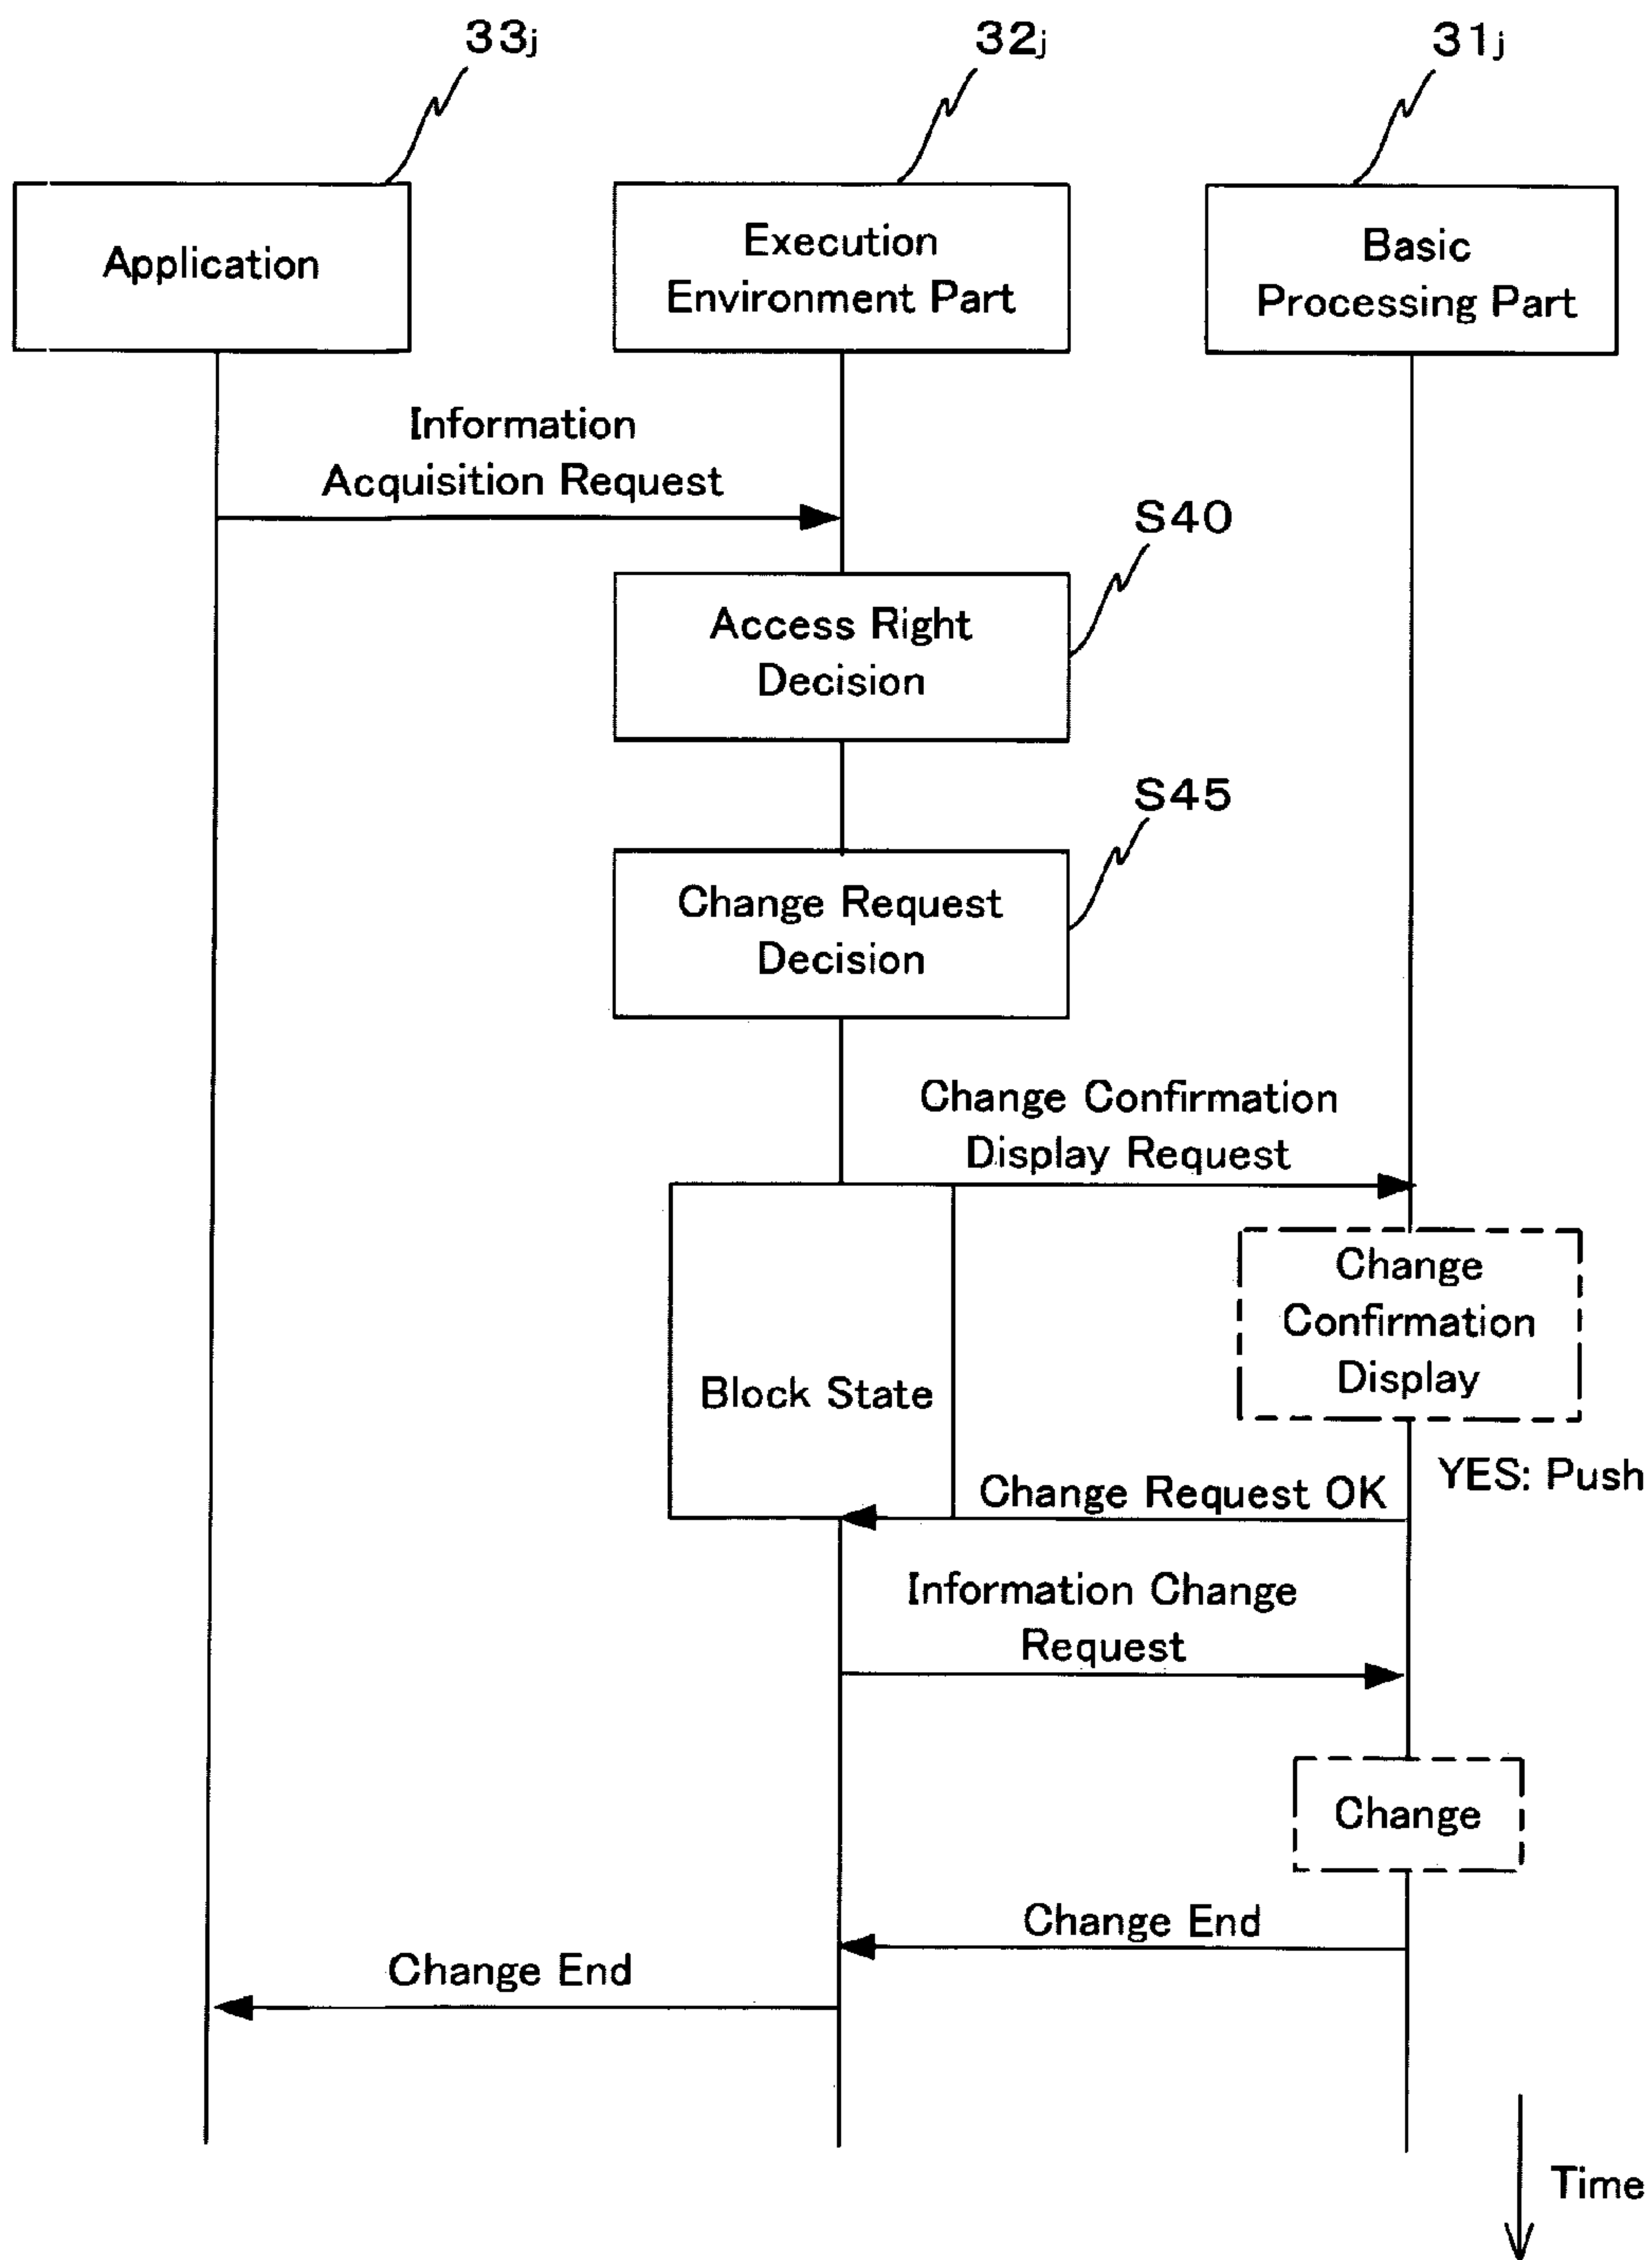 33j
32j
31j
Application
Execution
Environment Part
Basic
Processing Part
Information
Acquisition Request
S40
Access Right
Decision
S45
Change Request
Decision
Change Confirmation
Display Request
Change
Confirmation
Display
Block State
YES: Push
Change Request OK
Information Change
Request
Change
Change End
Change End
Time